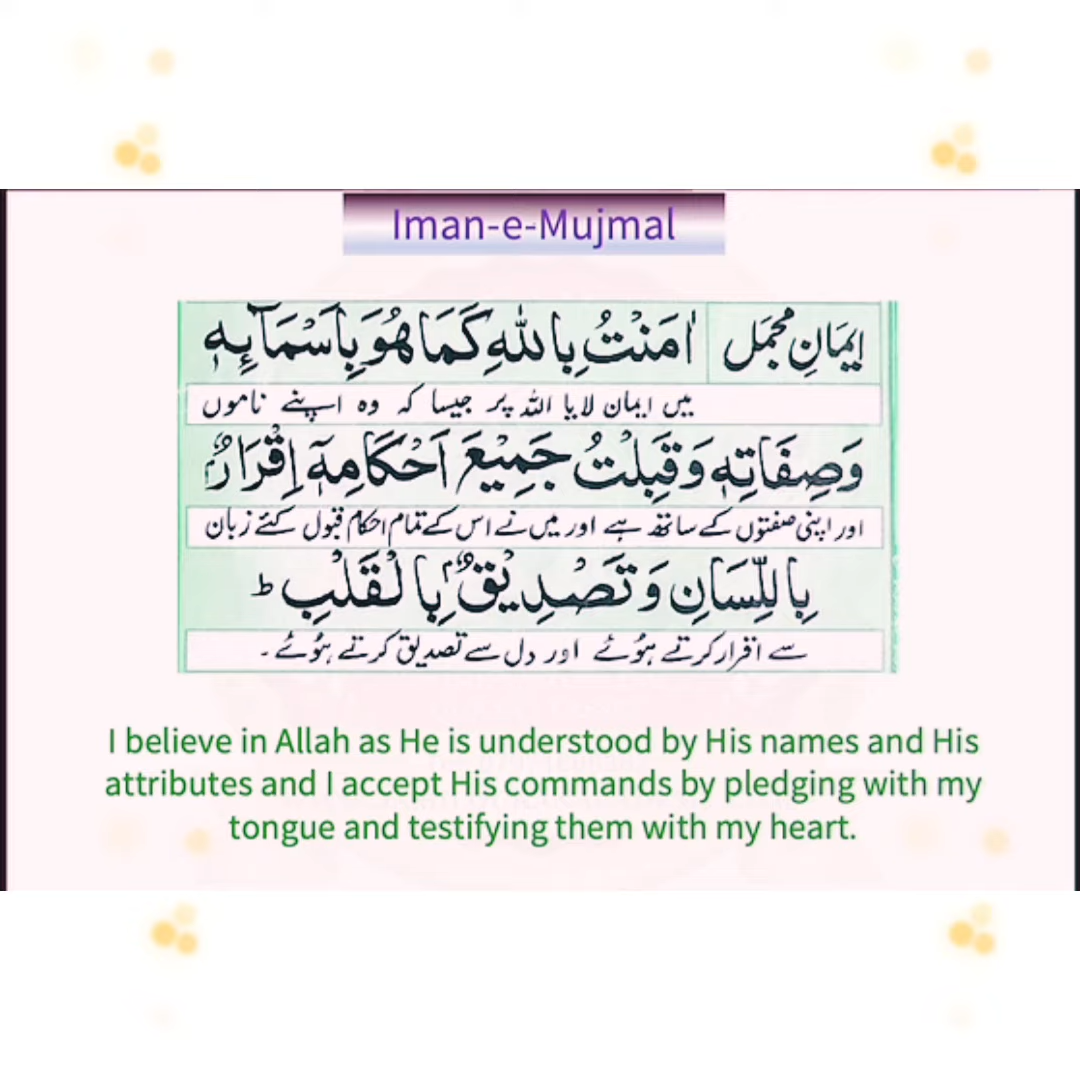 Iman-e-Mujmal
ایمانِ مجمل اٰمَنْتُ بِاللّٰهِ كَمَا هُوَ بِاَسْمَآئِهٖ
میں ایمان لایا اللہ پر جیسا کہ وہ اپنے ناموں
وَصِفَاتِهٖ وَقَبِلْتُ جَمِيْعَ اَحْكَامِهٖٓ اِقْرَارٌۢ
اور اپنی صفتوں کے ساتھ ہے اور میں نے اس کے تمام احکام قبول کئے زبان
بِاللِّسَانِ وَتَصْدِيْقٌۢ بِالْقَلْبِ ط
سے اقرار کرتے ہوئے اور دل سے تصدیق کرتے ہوئے۔
I believe in Allah as He is understood by His names and His
attributes and I accept His commands by pledging with my
tongue and testifying them with my heart.